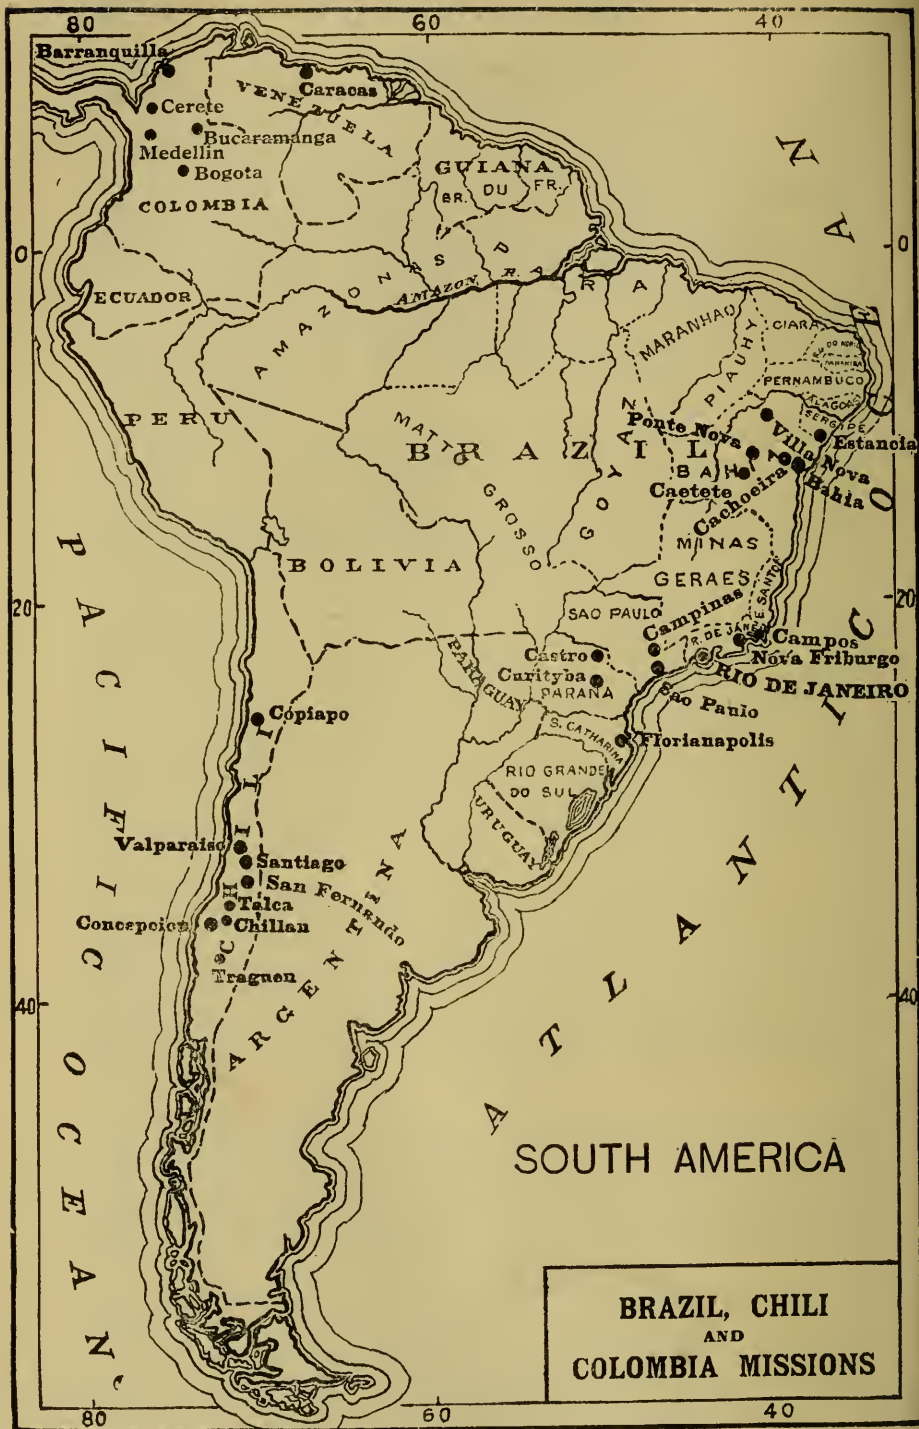 80
60
40
Barranquilla
Caracas
Cerete
VENEZUELA
Bucaramanga
Medellin
Bogota
COLOMBIA
GUIANA
BR.
DU
FR.
0
0
ECUADOR
AMAZONAS
AMAZON R.
PARA
MARANHAO
PIAUHY
CIARA
PERNAMBUCO
ALAGOAS
SERGIPE
PERU
MATTO GROSSO
BRAZIL
GOYAZ
Ponte Nova
Villa Nova
Estancia
BAHIA
Bahia
Caetete
Cachoeira
BOLIVIA
MINAS
GERAES
20
20
SAO PAULO
Campinas
R. DE JANE
E. SANTO
Campos
Nova Friburgo
RIO DE JANEIRO
Sao Paulo
Castro
Curityba
PARANA
PARAGUAY
Copiapo
S. CATHARINA
Florianapolis
RIO GRANDE
DO SUL
URUGUAY
CHILI
Valparaiso
Santiago
San Fernando
Talca
Concepcion
Chillan
Traguen
ARGENTINA
40
40
PACIFIC OCEAN
ATLANTIC OCEAN
SOUTH AMERICA
BRAZIL, CHILI
AND
COLOMBIA MISSIONS
80
60
40